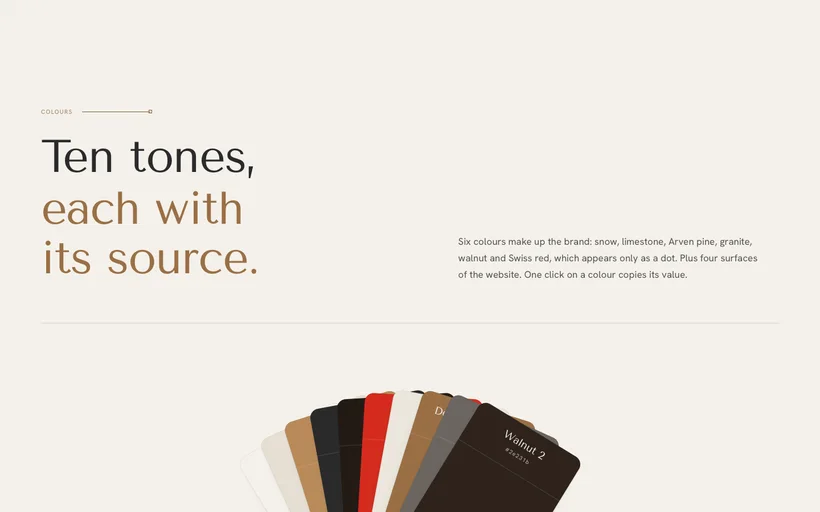 COLOURS
Ten tones,
each with
its source.
Six colours make up the brand: snow, limestone, Arven pine, granite,
walnut and Swiss red, which appears only as a dot. Plus four surfaces
of the website. One click on a colour copies its value.
Walnut 2
#2e231b